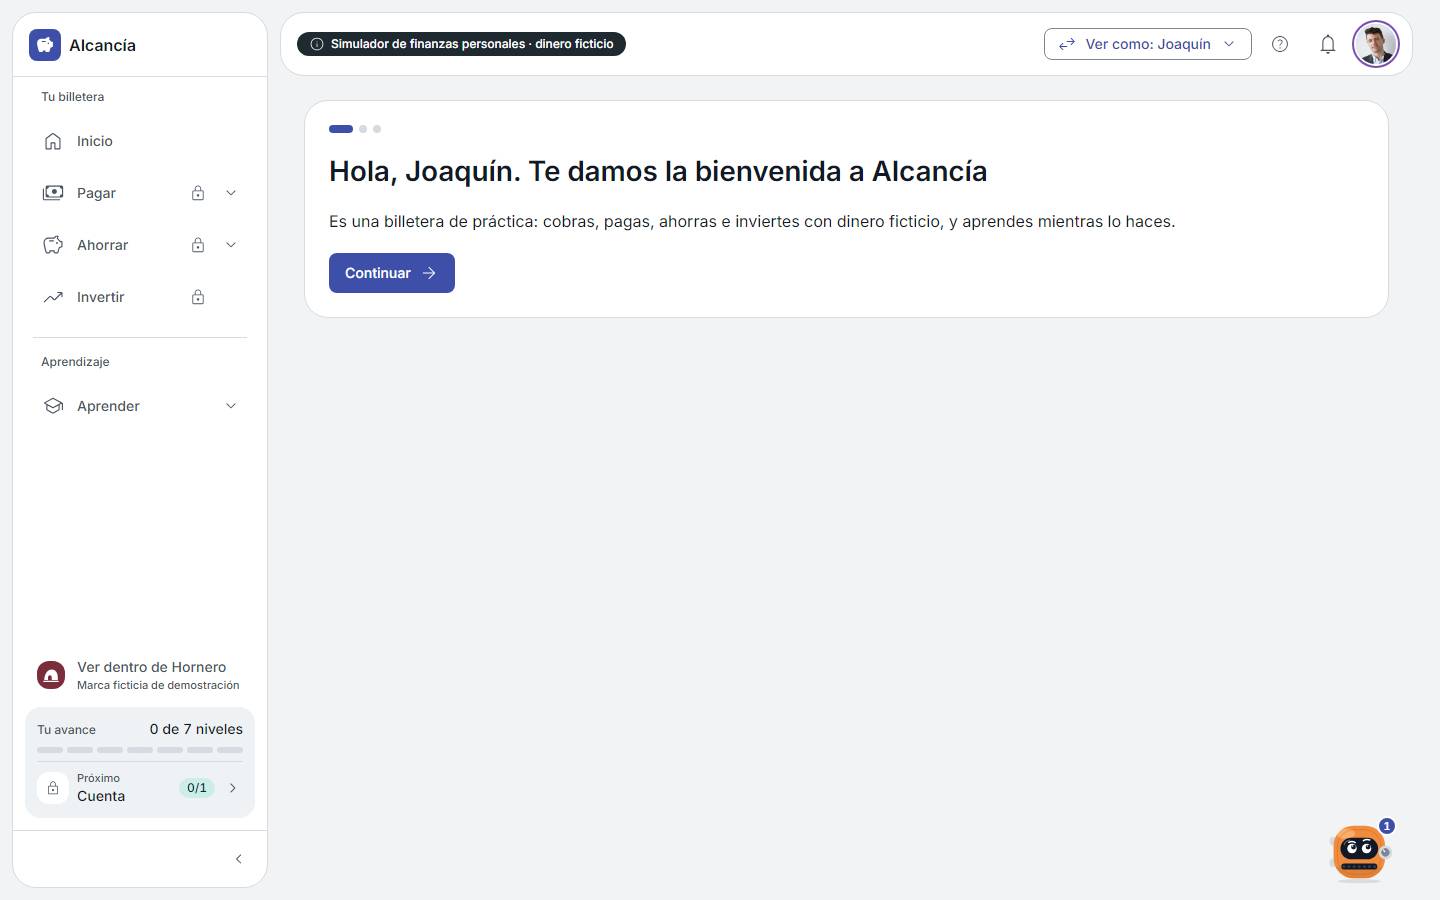 Alcancía
Simulador de finanzas personales · dinero ficticio
Ver como: Joaquín
Tu billetera
Inicio
Pagar
Ahorrar
Invertir
Aprendizaje
Aprender
Hola, Joaquín. Te damos la bienvenida a Alcancía
Es una billetera de práctica: cobras, pagas, ahorras e inviertes con dinero ficticio, y aprendes mientras lo haces.
Continuar
Ver dentro de Hornero
Marca ficticia de demostración
Tu avance 0 de 7 niveles
Próximo
Cuenta 0/1
1